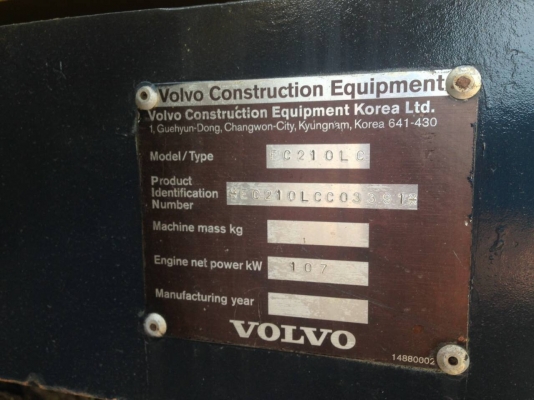 Volvo Construction Equipment
Volvo Construction Equipment Korea Ltd.
1, Guehyun-Dong, Changwon-City, Kyungnam, Korea 641-430
Model/Type
Product
Identification
Number
Machine mass kg
Engine net power kW 107
Manufacturing year
VOLVO
14880002